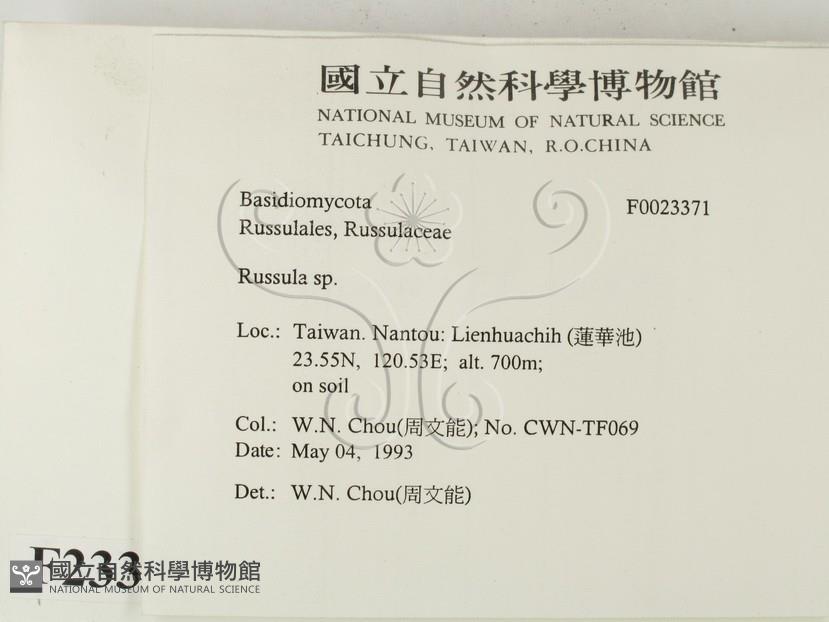 國立自然科學博物館
NATIONAL MUSEUM OF NATURAL SCIENCE
TAICHUNG, TAIWAN, R.O.CHINA
Basidiomycota F0023371
Russulales, Russulaceae
Russula sp.
Loc.: Taiwan. Nantou: Lienhuachih (蓮華池)
23.55N, 120.53E; alt. 700m;
on soil
Col.: W.N. Chou(周文能); No. CWN-TF069
Date: May 04, 1993
Det.: W.N. Chou(周文能)
F233
國立自然科學博物館
NATIONAL MUSEUM OF NATURAL SCIENCE